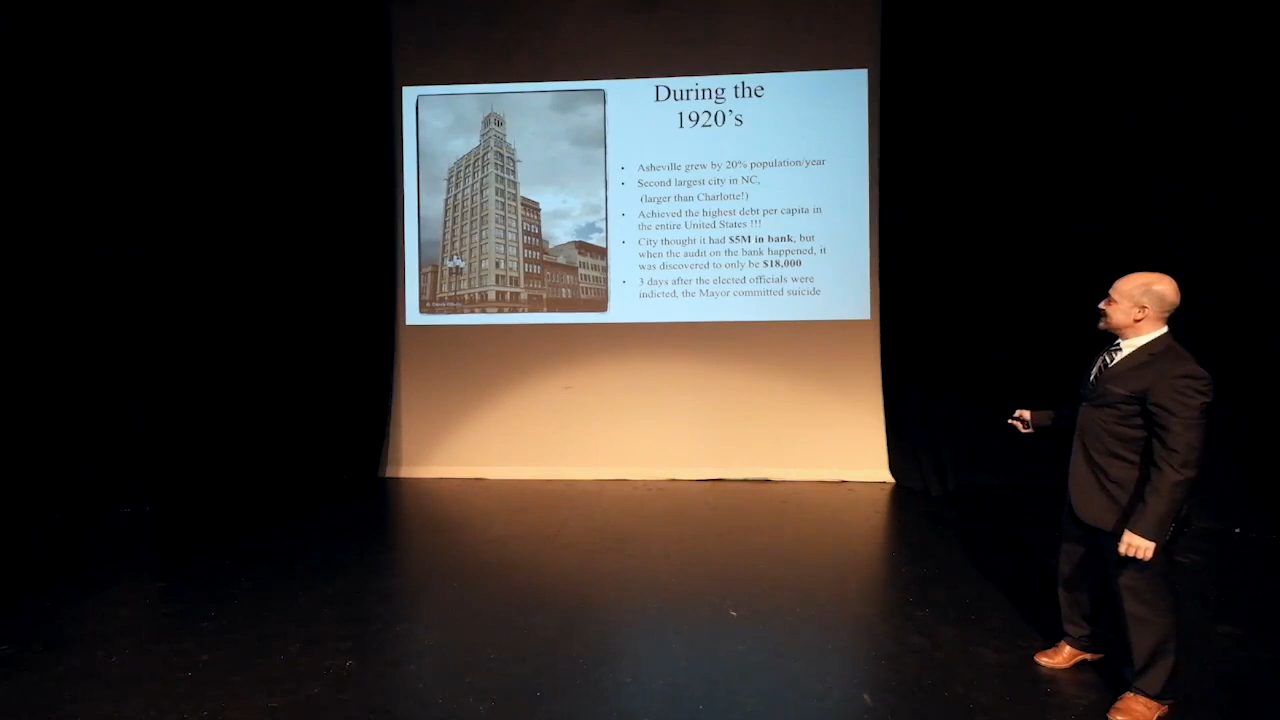 During the
1920's
• Asheville grew by 20% population/year
• Second largest city in NC,
(larger than Charlotte!)
• Achieved the highest debt per capita in
the entire United States !!!
• City thought it had $5M in bank, but
when the audit on the bank happened, it
was discovered to only be $18,000
• 3 days after the elected officials were
indicted, the Mayor committed suicide